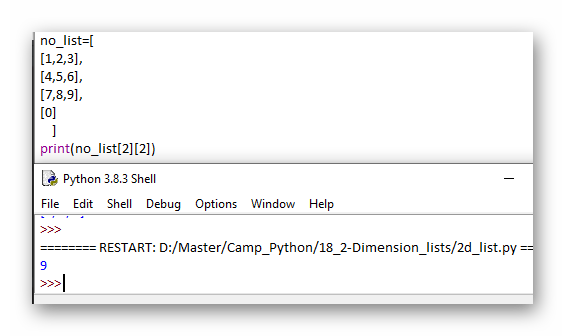 no_list=[
[1,2,3],
[4,5,6],
[7,8,9],
[0]
]
print(no_list[2][2])
Python 3.8.3 Shell
File Edit Shell Debug Options Window Help
>>>
======== RESTART: D:/Master/Camp_Python/18_2-Dimension_lists/2d_list.py ==
9
>>>